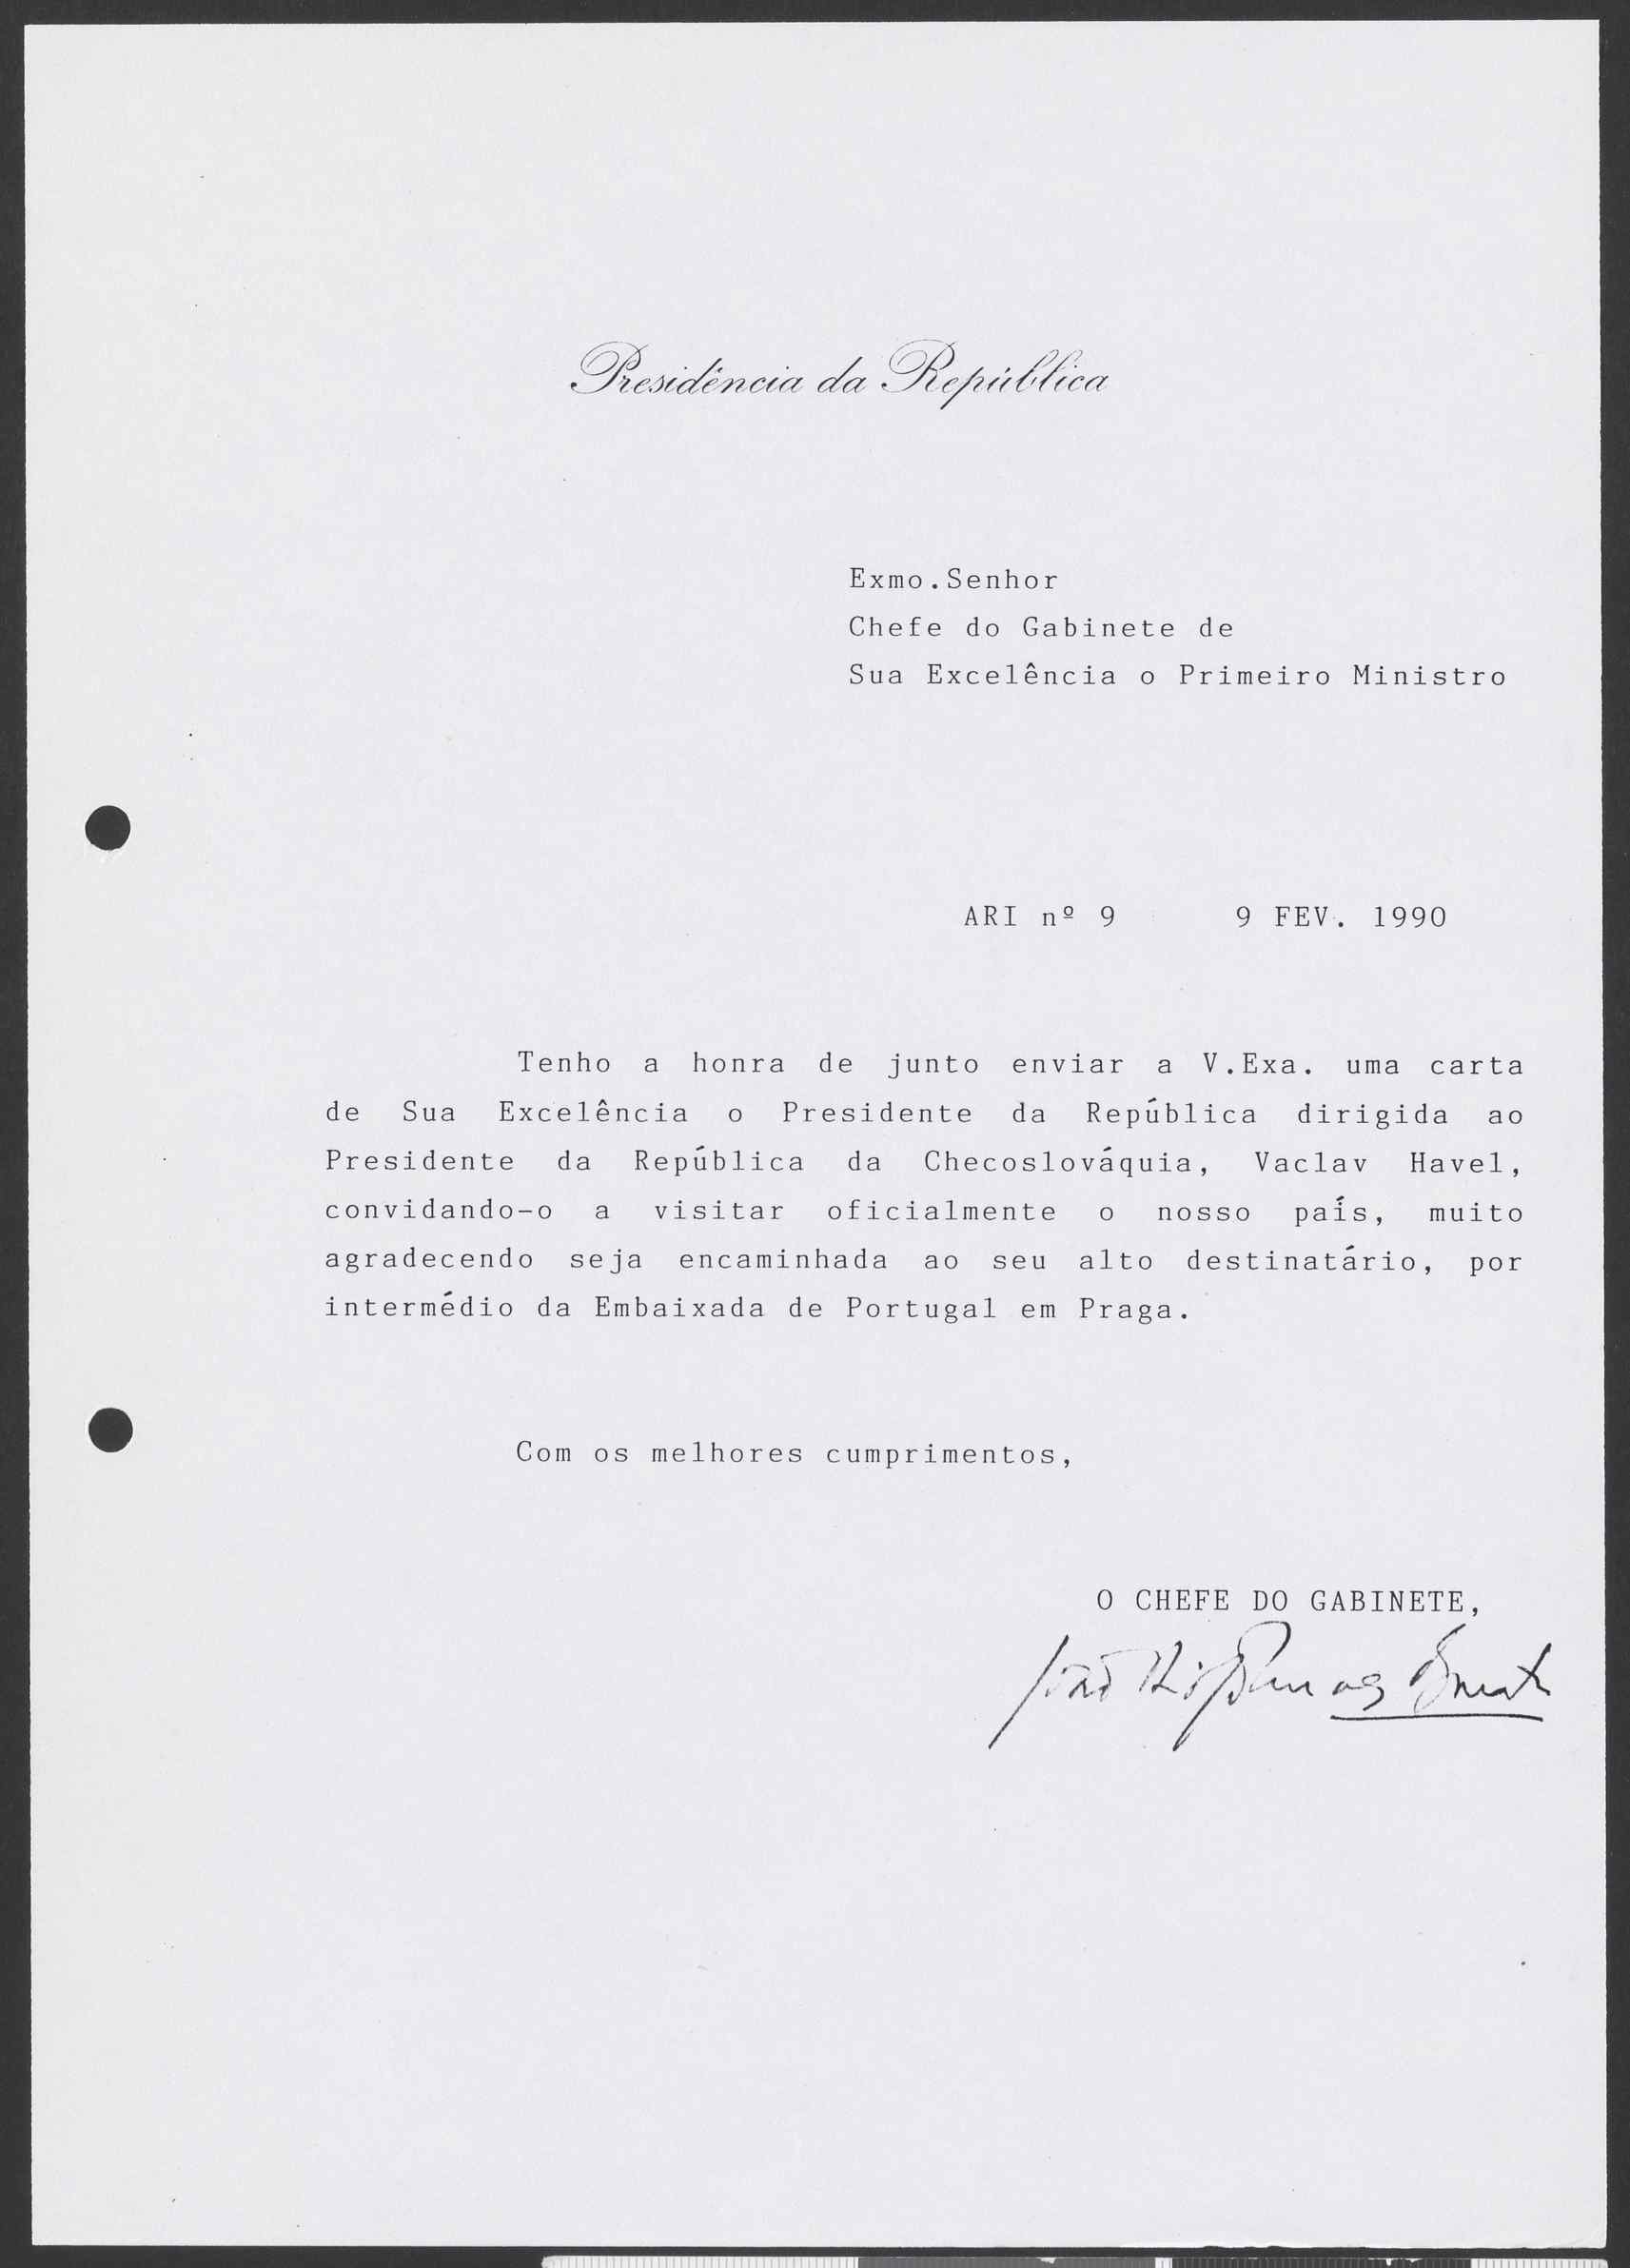 Presidência da República
Exmo.Senhor
Chefe do Gabinete de
Sua Excelência o Primeiro Ministro
ARI nº 9 9 FEV. 1990
Tenho a honra de junto enviar a V.Exa. uma carta
de Sua Excelência o Presidente da República dirigida ao
Presidente da República da Checoslováquia, Vaclav Havel,
convidando-o a visitar oficialmente o nosso país, muito
agradecendo seja encaminhada ao seu alto destinatário, por
intermédio da Embaixada de Portugal em Praga.
Com os melhores cumprimentos,
O CHEFE DO GABINETE,
João